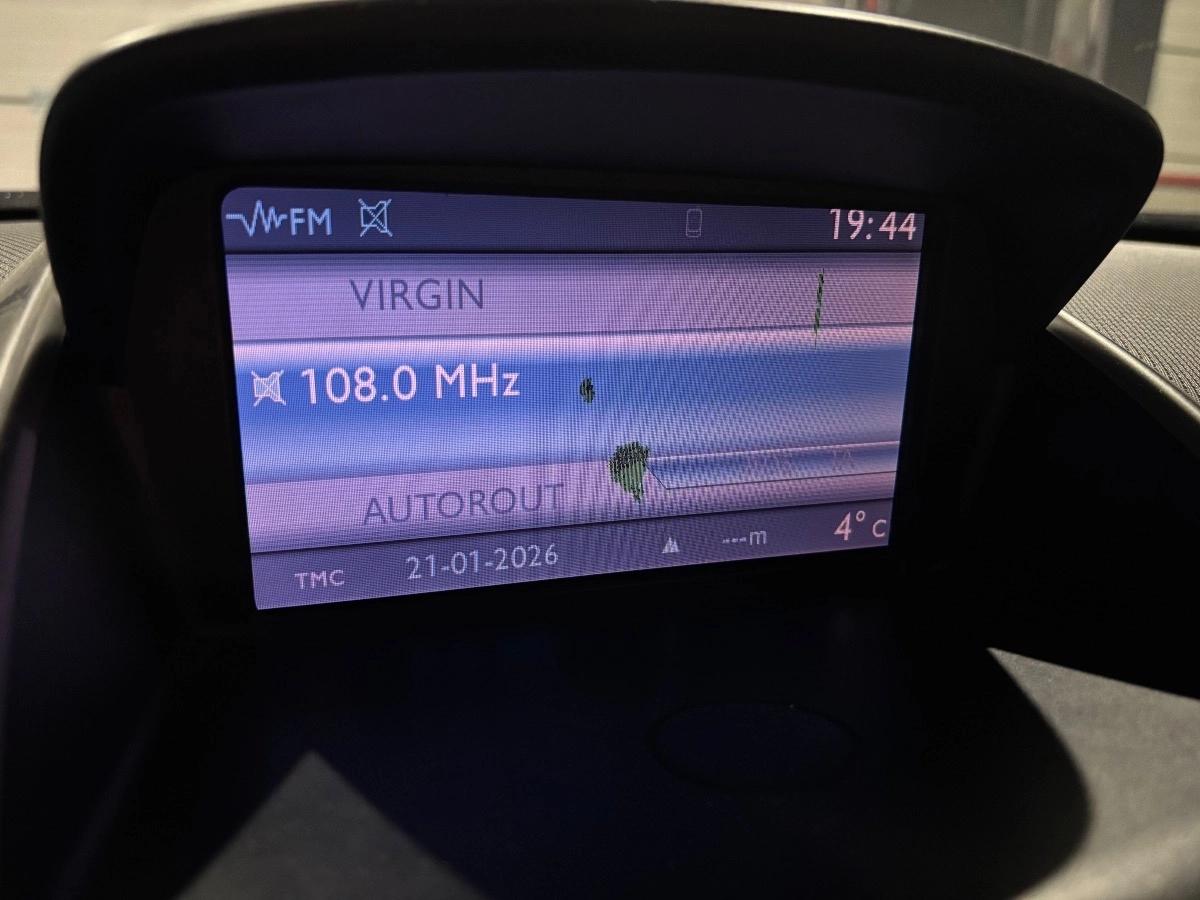 FM 19:44
VIRGIN
108.0 MHz
AUTOROUT
TMC 21-01-2026 ---m 4°C